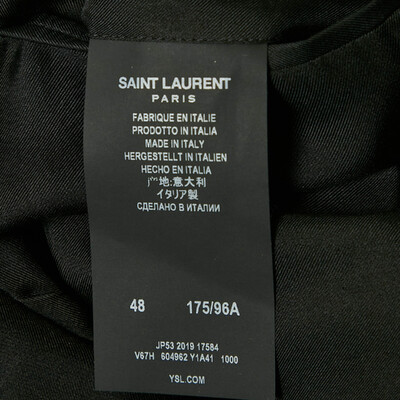 SAINT LAURENT
PARIS
FABRIQUE EN ITALIE
PRODOTTO IN ITALIA
MADE IN ITALY
HERGESTELLT IN ITALIEN
HECHO EN ITALIA
地:意大利
イタリア製
СДЕЛАНО В ИТАЛИИ
48 175/96A
JP53 2019 17584
V67H 604962 Y1A41 1000
YSL.COM